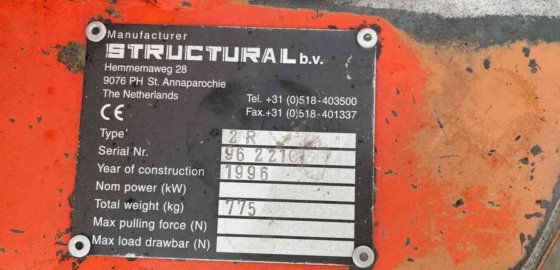 Manufacturer
STRUCTURAL b.v.
Hemmemaweg 28
9076 PH St. Annaparochie
The Netherlands
Tel. +31 (0)518-403500
Fax.+31 (0)518-401337
CE
Type 2 R
Serial Nr. 96 2210
Year of construction 1996
Nom power (kW)
Total weight (kg) 775
Max pulling force (N)
Max load drawbar (N)